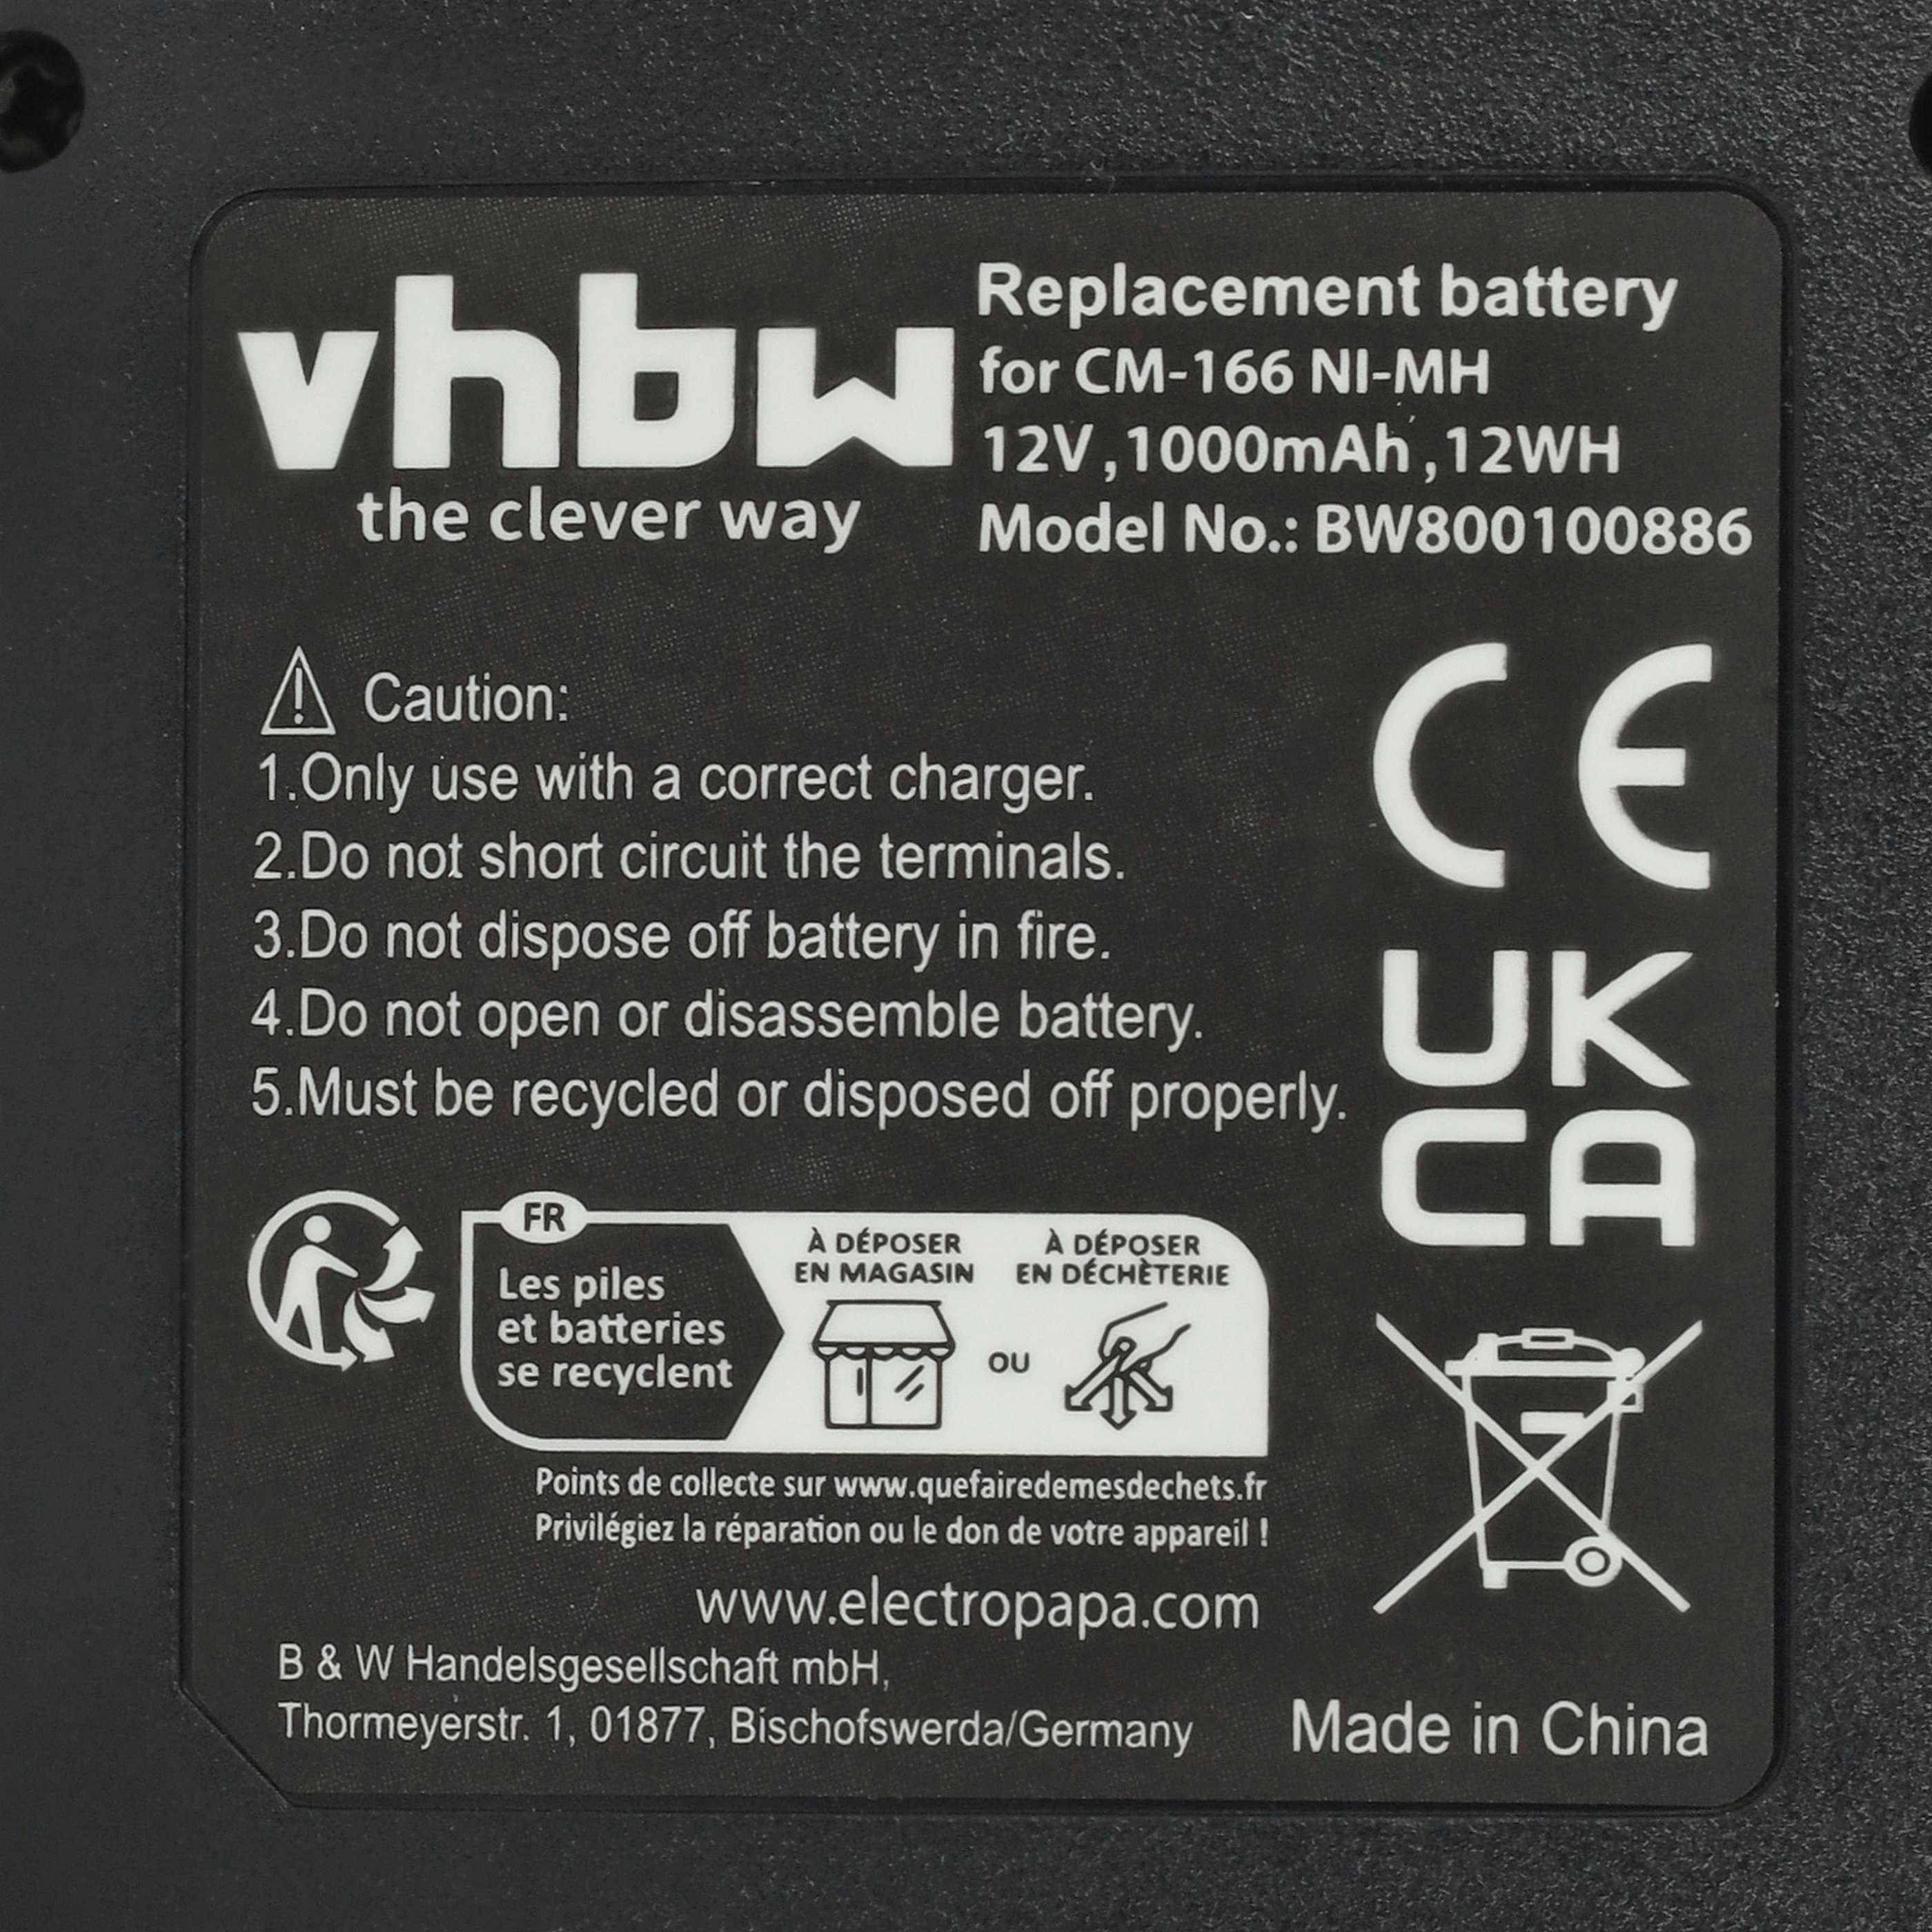 vhbw
the clever way
Replacement battery
for CM-166 NI-MH
12V,1000mAh,12WH
Model No.: BW800100886
Caution:
1.Only use with a correct charger.
2.Do not short circuit the terminals.
3.Do not dispose off battery in fire.
4.Do not open or disassemble battery.
5.Must be recycled or disposed off properly.
CE
UK
CA
FR
Les piles
et batteries
se recyclent
À DÉPOSER
EN MAGASIN
OU
À DÉPOSER
EN DÉCHÈTERIE
Points de collecte sur www.quefairedemesdechets.fr
Privilégiez la réparation ou le don de votre appareil !
www.electropapa.com
B & W Handelsgesellschaft mbH,
Thormeyerstr. 1, 01877, Bischofswerda/Germany
Made in China